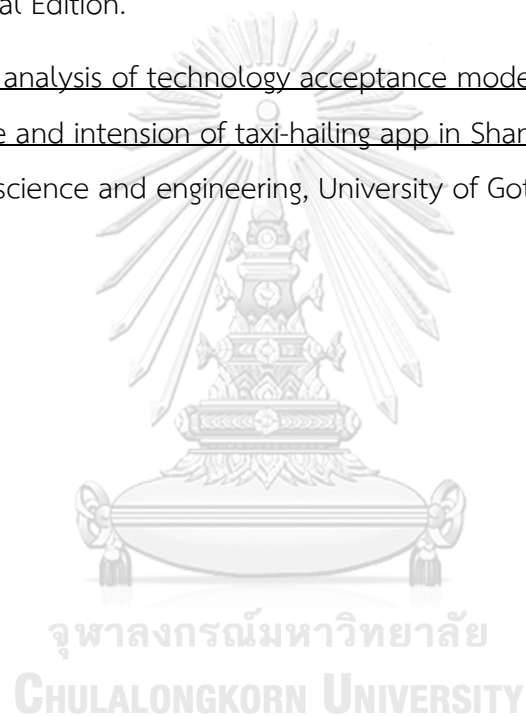 al Edition.
analysis of technology acceptance mode
e and intension of taxi-hailing app in Shan
science and engineering, University of Got
จุฬาลงกรณ์มหาวิทยาลัย
CHULALONGKORN UNIVERSITY